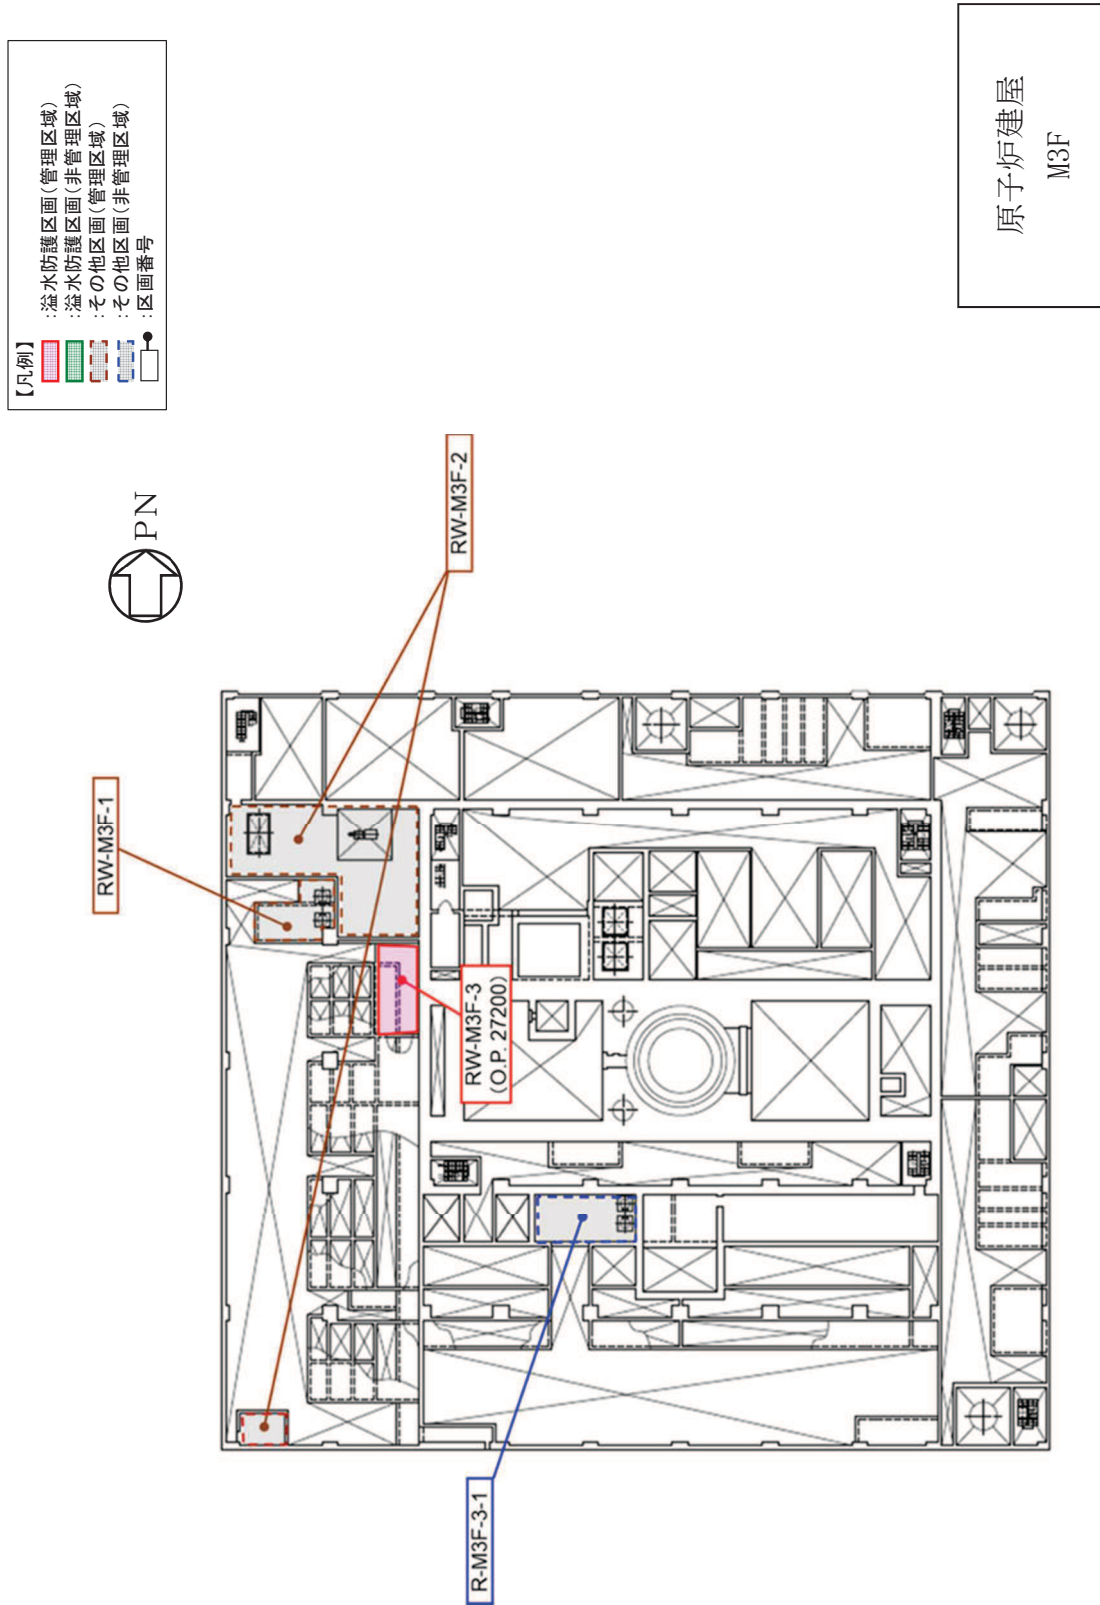 【凡例】
:溢水防護区画(管理区域)
:溢水防護区画(非管理区域)
:その他区画(管理区域)
:その他区画(非管理区域)
:区画番号
PN
RW-M3F-1
RW-M3F-2
RW-M3F-3
(O.P. 27200)
R-M3F-3-1
原子炉建屋
M3F